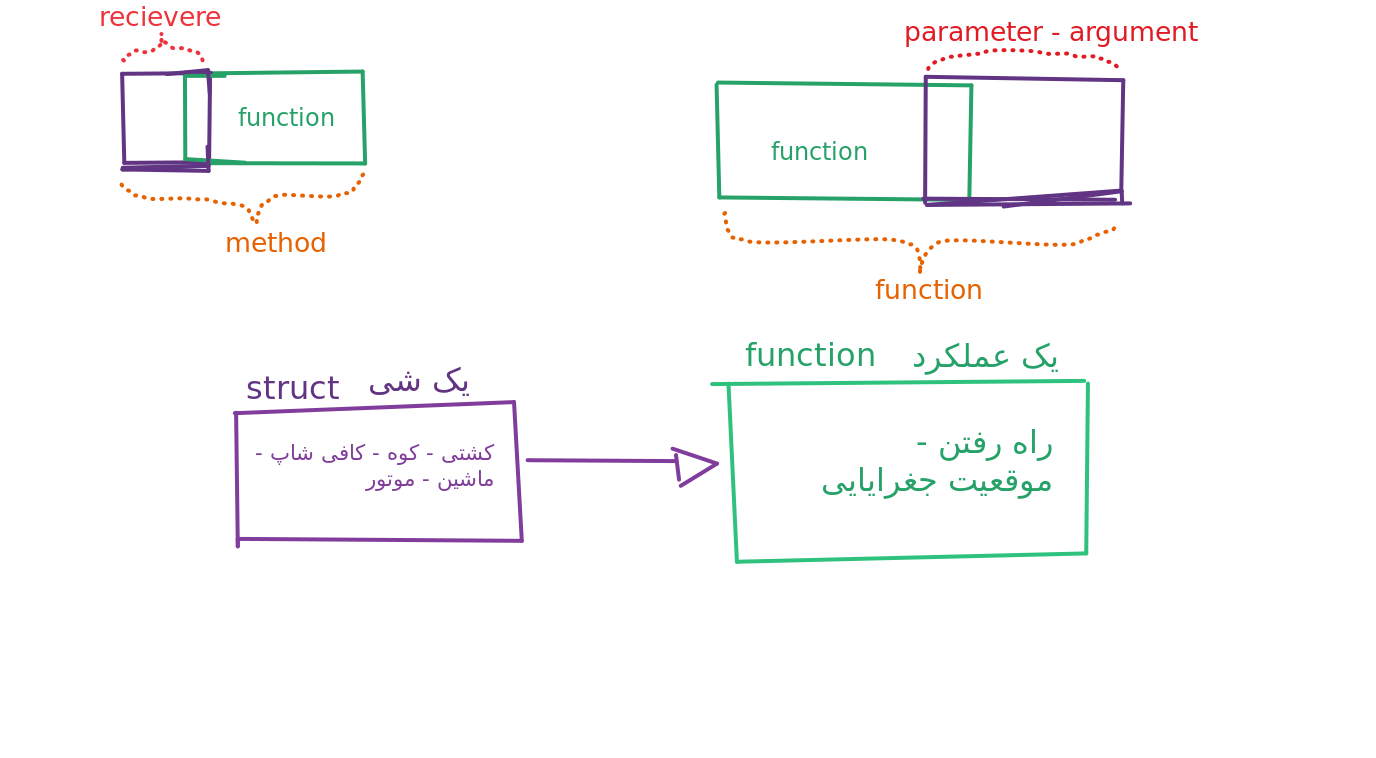 recievere
parameter - argument
function
function
method
function
function یک عملکرد
struct یک شی
راه رفتن -
موقعیت جغرایایی
کشتی - کوه - کافی شاپ -
ماشین - موتور